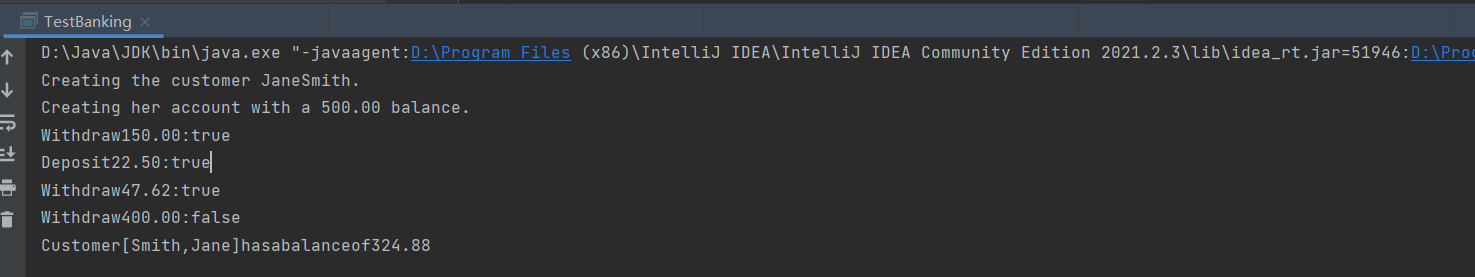 TestBanking
D:\Java\JDK\bin\java.exe "-javaagent:D:\Program Files (x86)\IntelliJ IDEA\IntelliJ IDEA Community Edition 2021.2.3\lib\idea_rt.jar=51946:D:\Proc
Creating the customer JaneSmith.
Creating her account with a 500.00 balance.
Withdraw150.00:true
Deposit22.50:true
Withdraw47.62:true
Withdraw400.00:false
Customer[Smith,Jane]hasabalanceof324.88